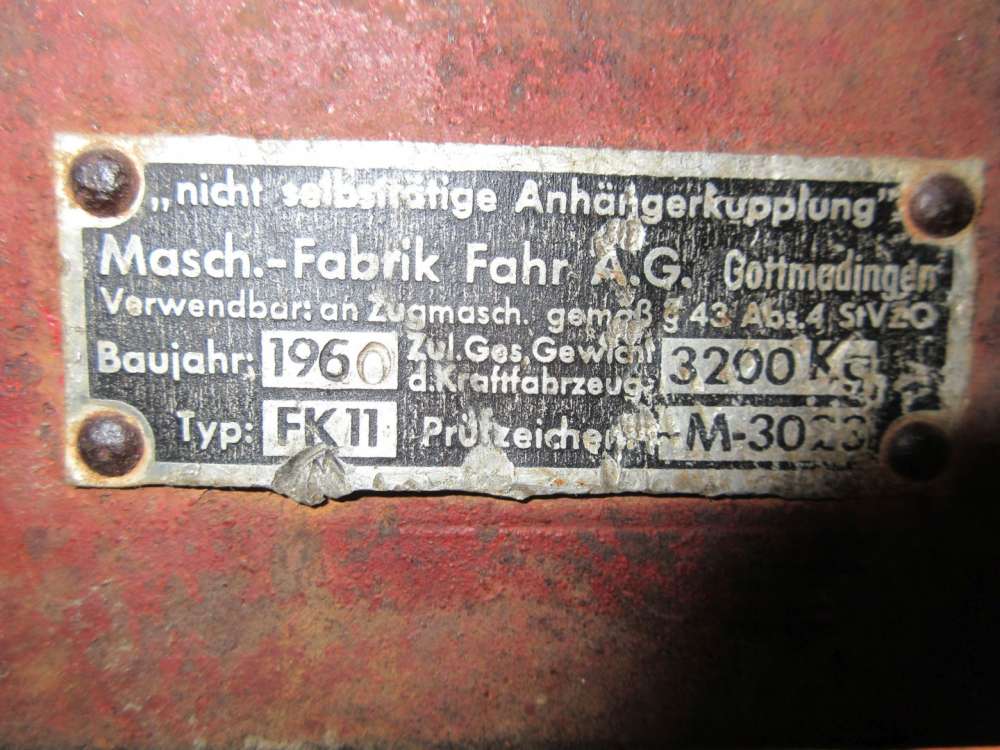 „nicht selbsttätige Anhängerkupplung"
Masch.-Fabrik Fahr A.G. Gottmadingen
Verwendbar: an Zugmasch. gemäß § 43 Abs.4 StVZO
Baujahr: 1960 Zul.Ges.Gewicht d.Kraftfahrzeug: 3200 Kg
Typ: FK 11 Prüfzeichen: M-3023